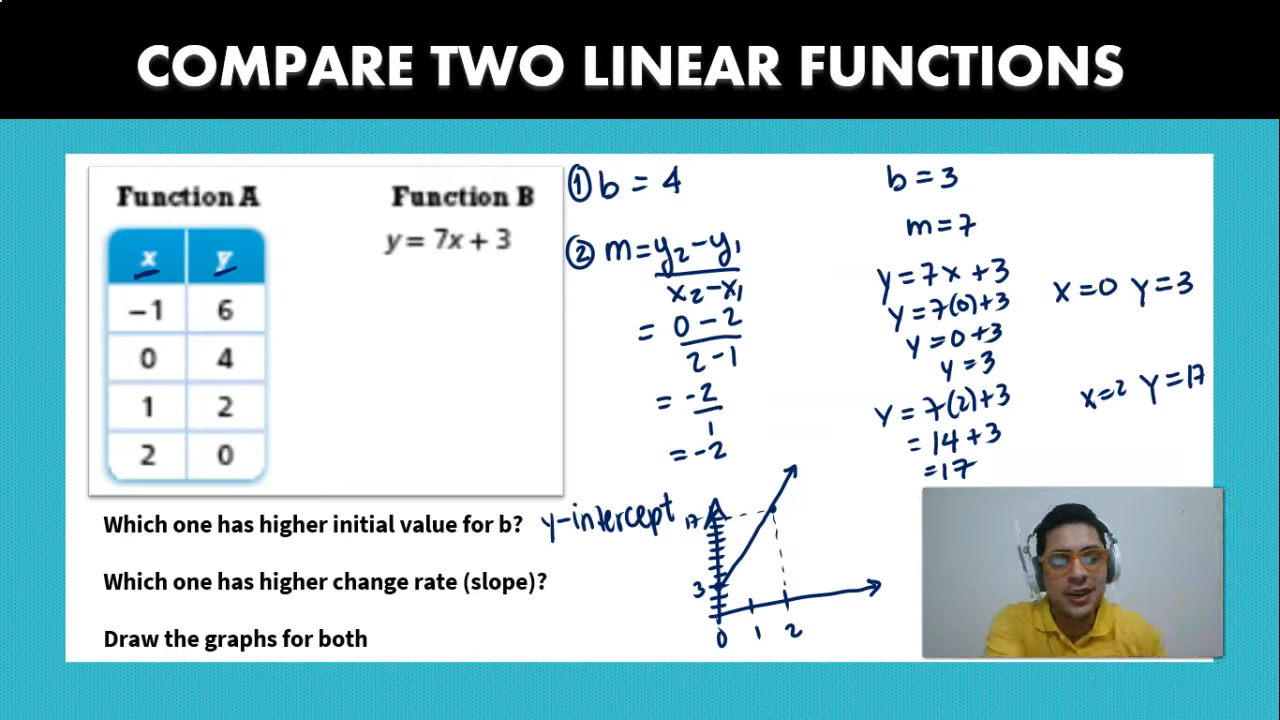 COMPARE TWO LINEAR FUNCTIONS
Function A
x y
−1 6
0 4
1 2
2 0
Function B
y = 7x + 3
① b = 4
② m = y₂ − y₁
x₂ − x₁
= 0 − 2
2 − 1
= -2
1
= -2
b = 3
m = 7
y = 7x + 3
y = 7(0) + 3
y = 0 + 3
y = 3
y = 7(2) + 3
= 14 + 3
= 17
x = 0 y = 3
x = 2 y = 17
Which one has higher initial value for b? y-intercept
Which one has higher change rate (slope)?
Draw the graphs for both
17
3
0 1 2